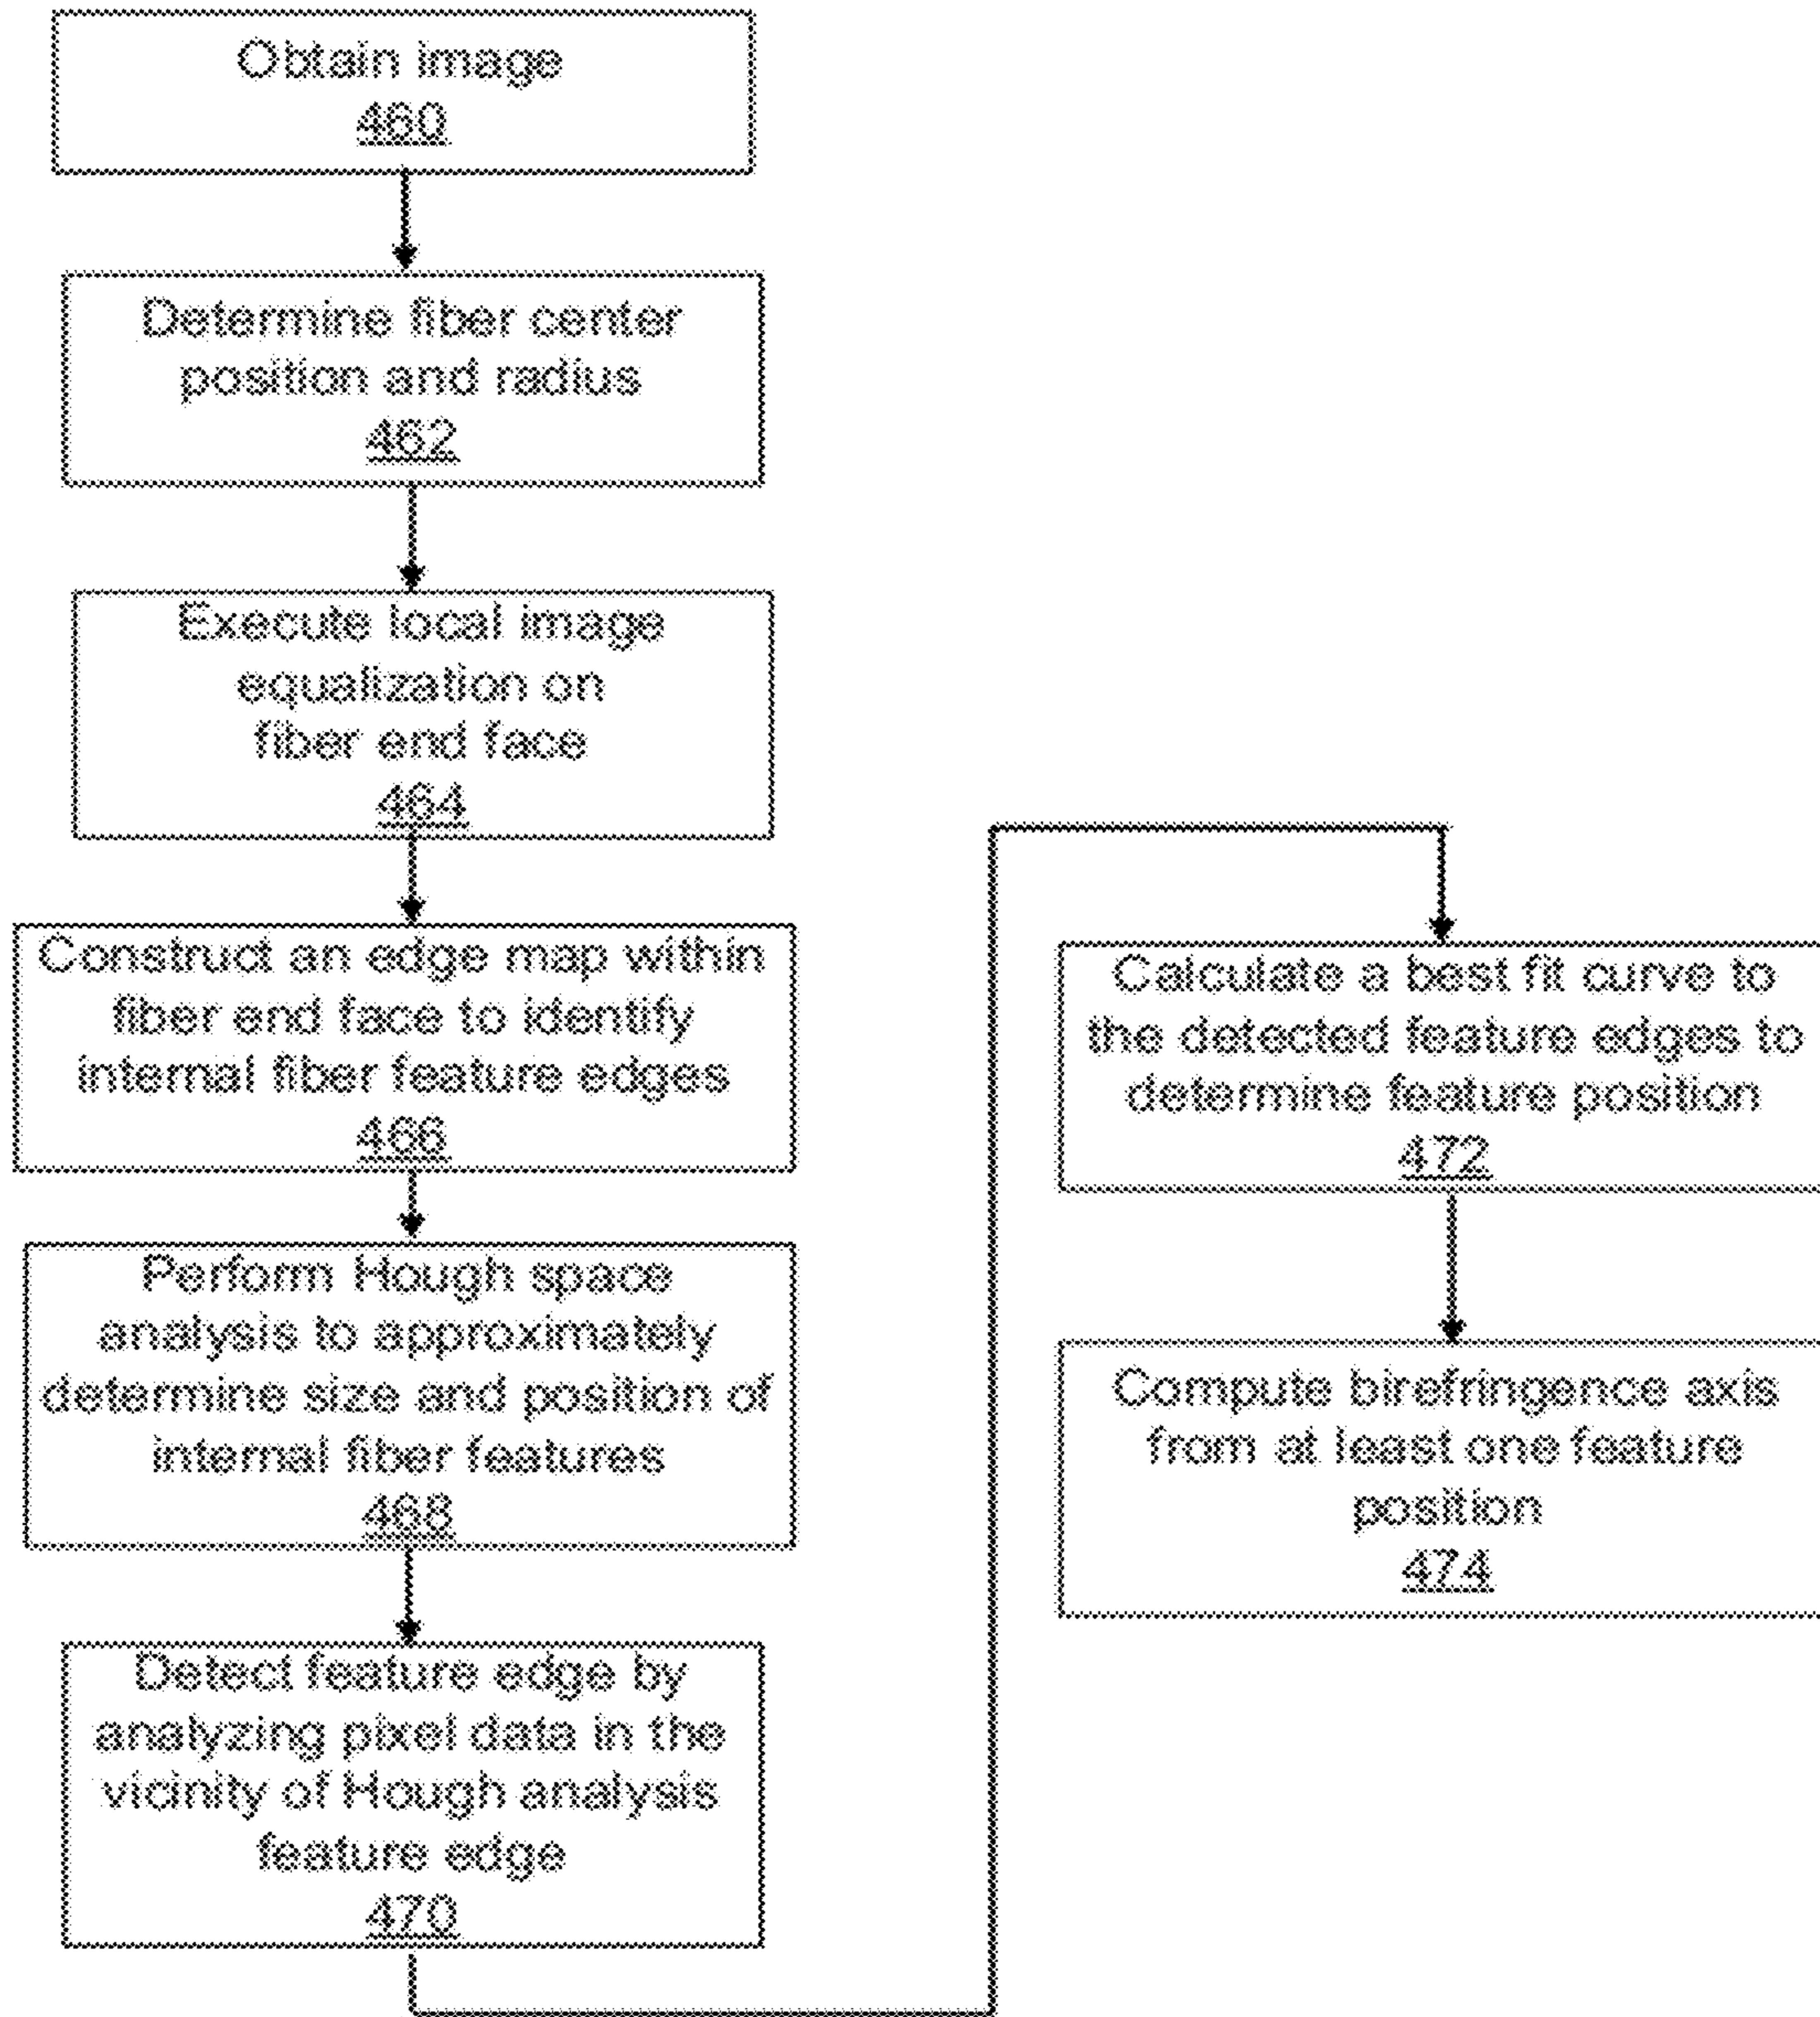 Obtain image
460
Determine fiber center
position and radius
462
Execute local image
equalization on
fiber end face
464
Construct an edge map within
fiber end face to identify
internal fiber feature edges
466
Perform Hough space
analysis to approximately
determine size and position of
internal fiber features
468
Detect feature edge by
analyzing pixel data in the
vicinity of Hough analysis
feature edge
470
Calculate a best fit curve to
the detected feature edges to
determine feature position
472
Compute birefringence axis
from at least one feature
position
474